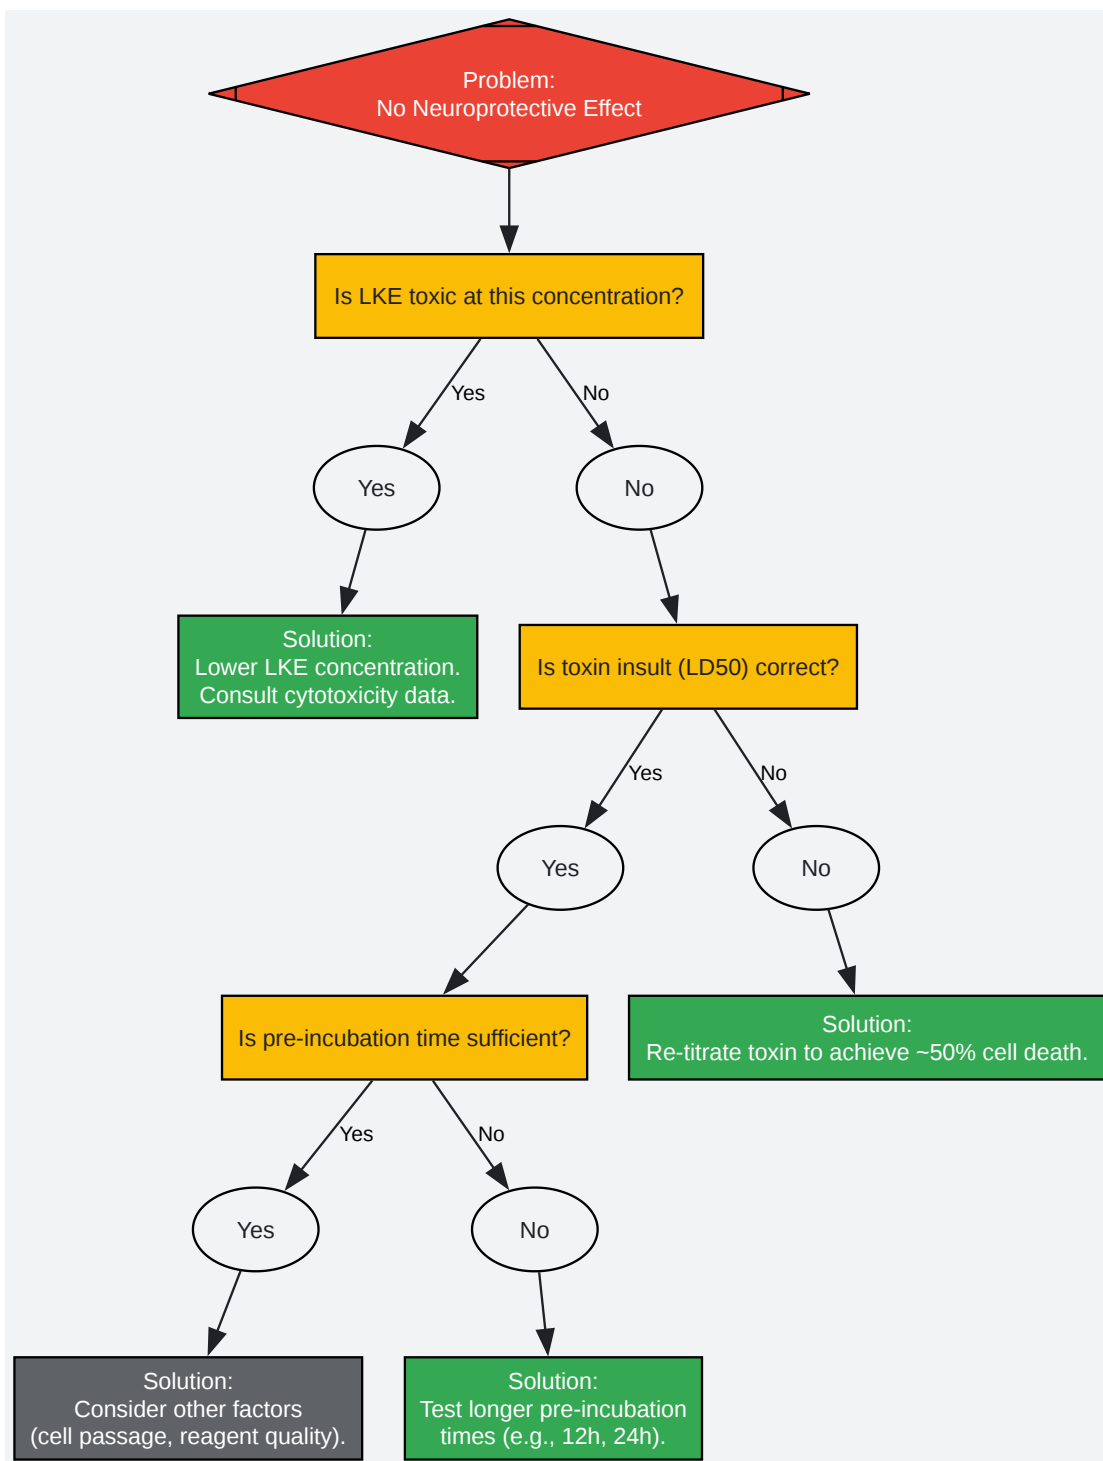 Problem:
No Neuroprotective Effect
Is LKE toxic at this concentration?
Yes
No
Yes
No
Solution:
Lower LKE concentration.
Consult cytotoxicity data.
Is toxin insult (LD50) correct?
Yes
No
Yes
No
Is pre-incubation time sufficient?
Solution:
Re-titrate toxin to achieve ~50% cell death.
Yes
No
Yes
No
Solution:
Consider other factors
(cell passage, reagent quality).
Solution:
Test longer pre-incubation
times (e.g., 12h, 24h).